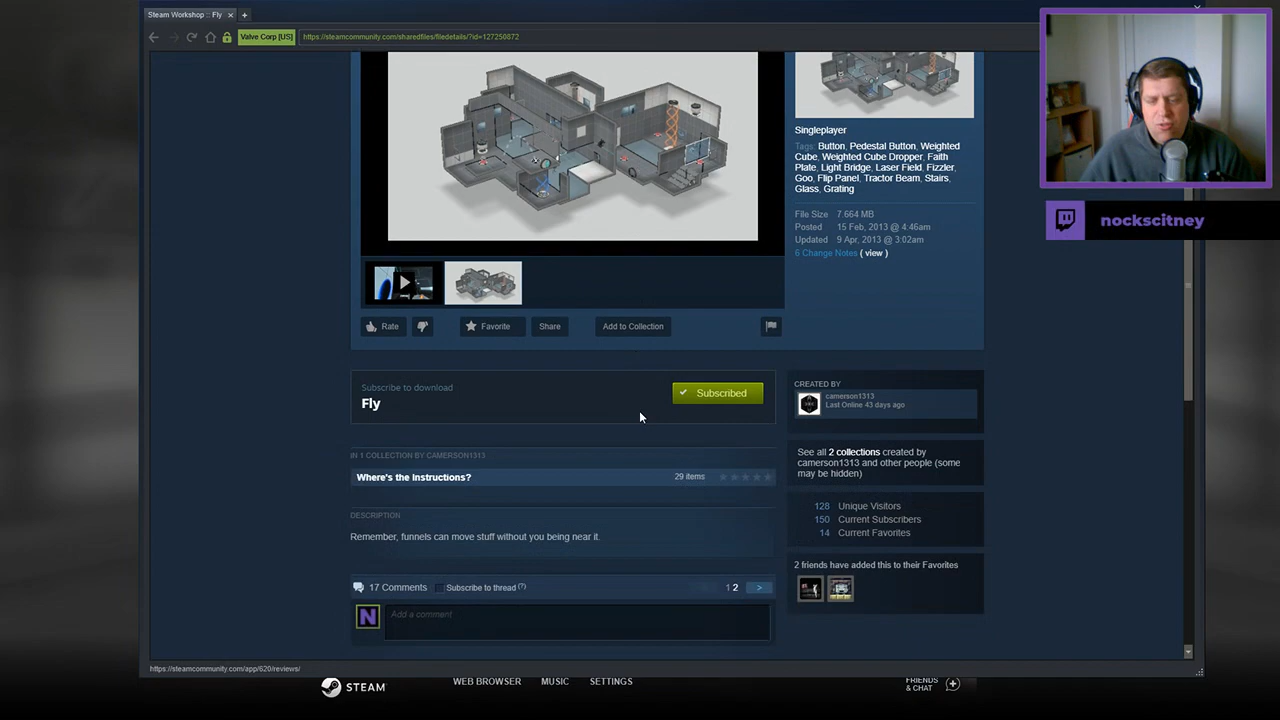 Steam Workshop :: Fly
Valve Corp [US]
https://steamcommunity.com/sharedfiles/filedetails/?id=127250872
nockscitney
Singleplayer
Tags: Button, Pedestal Button, Weighted
Cube, Weighted Cube Dropper, Faith
Plate, Light Bridge, Laser Field, Fizzler,
Goo, Flip Panel, Tractor Beam, Stairs,
Glass, Grating
File Size 7.664 MB
Posted 15 Feb, 2013 @ 4:46am
Updated 9 Apr, 2013 @ 3:02am
6 Change Notes ( view )
Rate
Favorite
Share
Add to Collection
Subscribe to download
Fly
Subscribed
CREATED BY
camerson1313
Last Online 43 days ago
IN 1 COLLECTION BY CAMERSON1313
Where's the Instructions?
29 items
See all 2 collections created by
camerson1313 and other people (some
may be hidden)
DESCRIPTION
Remember, funnels can move stuff without you being near it.
128 Unique Visitors
150 Current Subscribers
14 Current Favorites
2 friends have added this to their Favorites
17 Comments
Subscribe to thread (?)
1 2 >
N
Add a comment
https://steamcommunity.com/app/620/reviews/
STEAM
WEB BROWSER
MUSIC
SETTINGS
FRIENDS
& CHAT